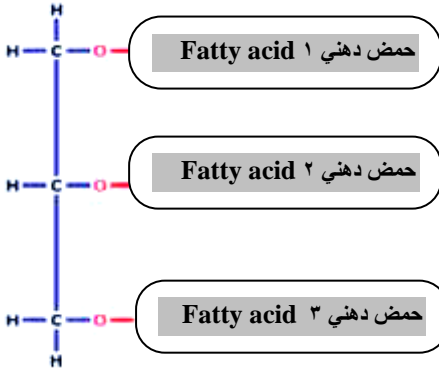 H
H C O حمض دهني ١ Fatty acid
H C O حمض دهني ٢ Fatty acid
H C O حمض دهني ٣ Fatty acid
H